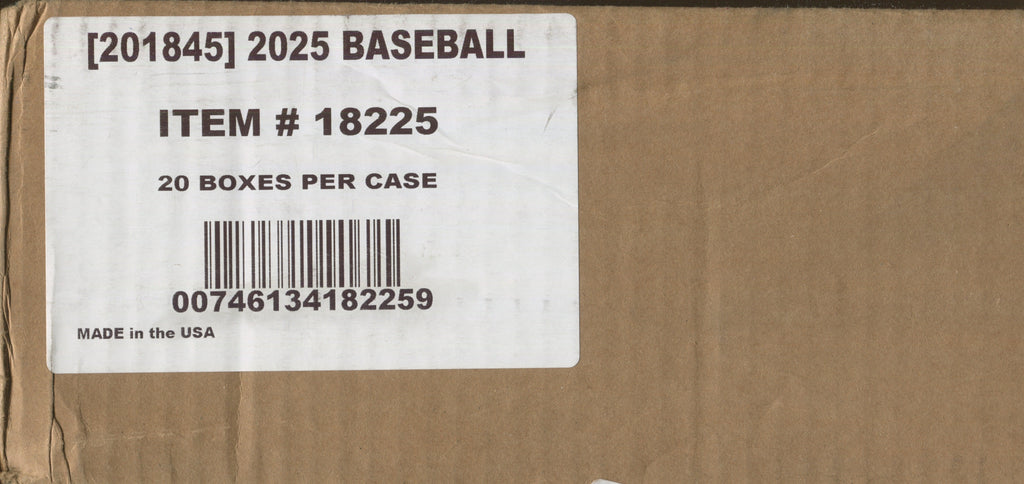 [201845] 2025 BASEBALL
ITEM # 18225
20 BOXES PER CASE
00746134182259
MADE in the USA